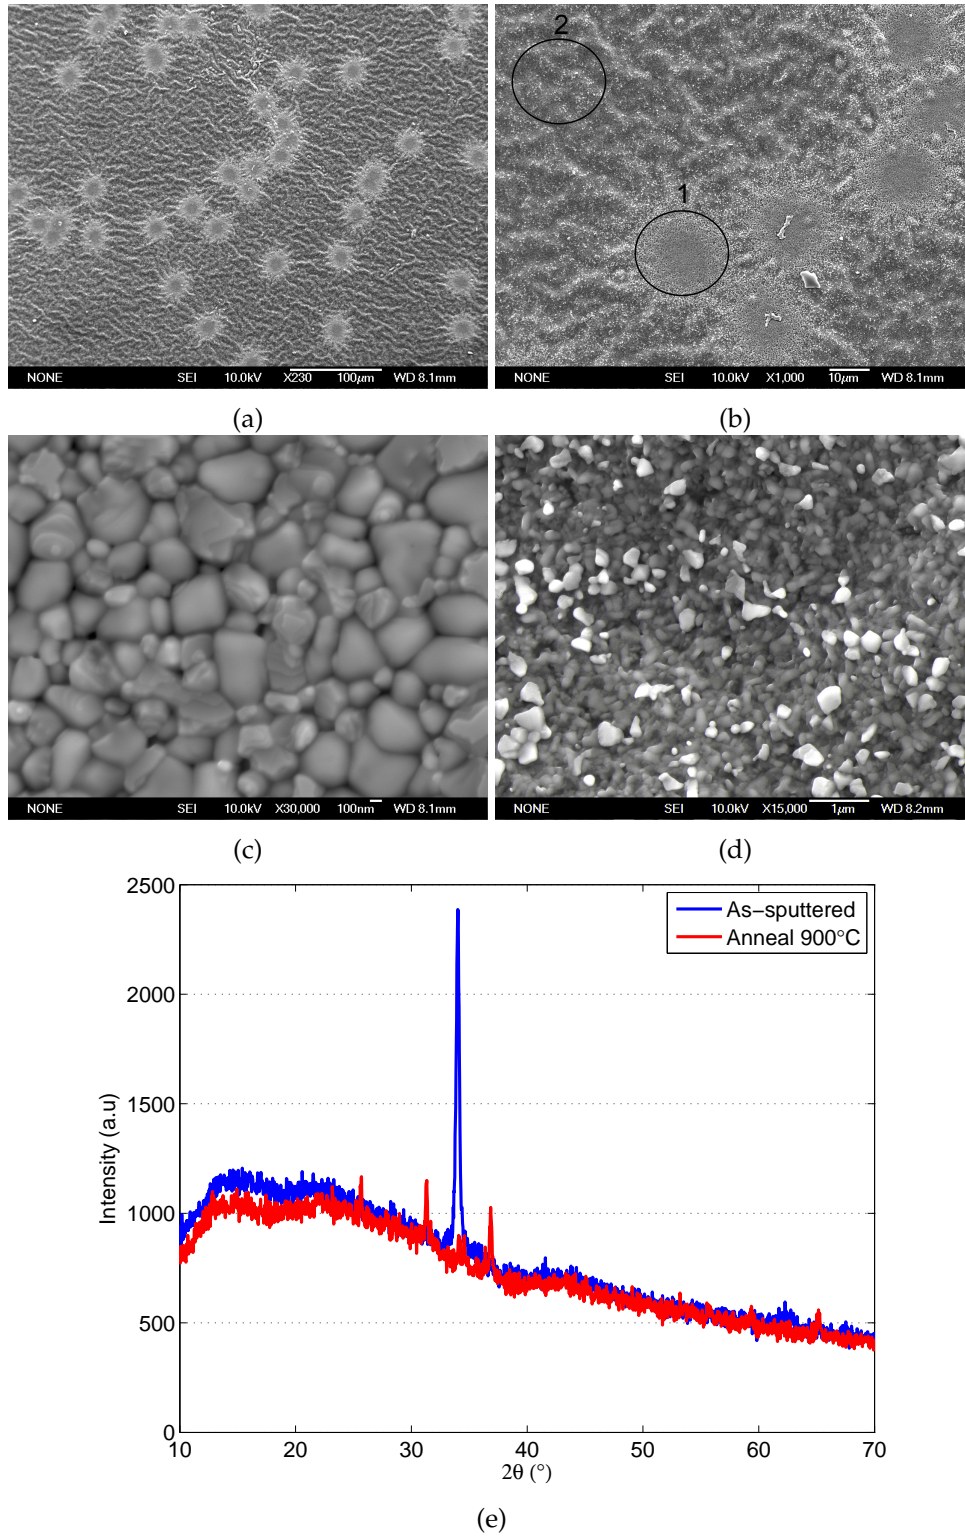 2
1
NONE SEI 10.0kV X230 100μm WD 8.1mm
NONE SEI 10.0kV X1,000 10μm WD 8.1mm
(a)
(b)
NONE SEI 10.0kV X30,000 100nm WD 8.1mm
NONE SEI 10.0kV X15,000 1μm WD 8.2mm
(c)
(d)
2500
2000
1500
1000
500
0
Intensity (a.u)
As-sputtered
Anneal 900°C
10 20 30 40 50 60 70
2θ (°)
(e)